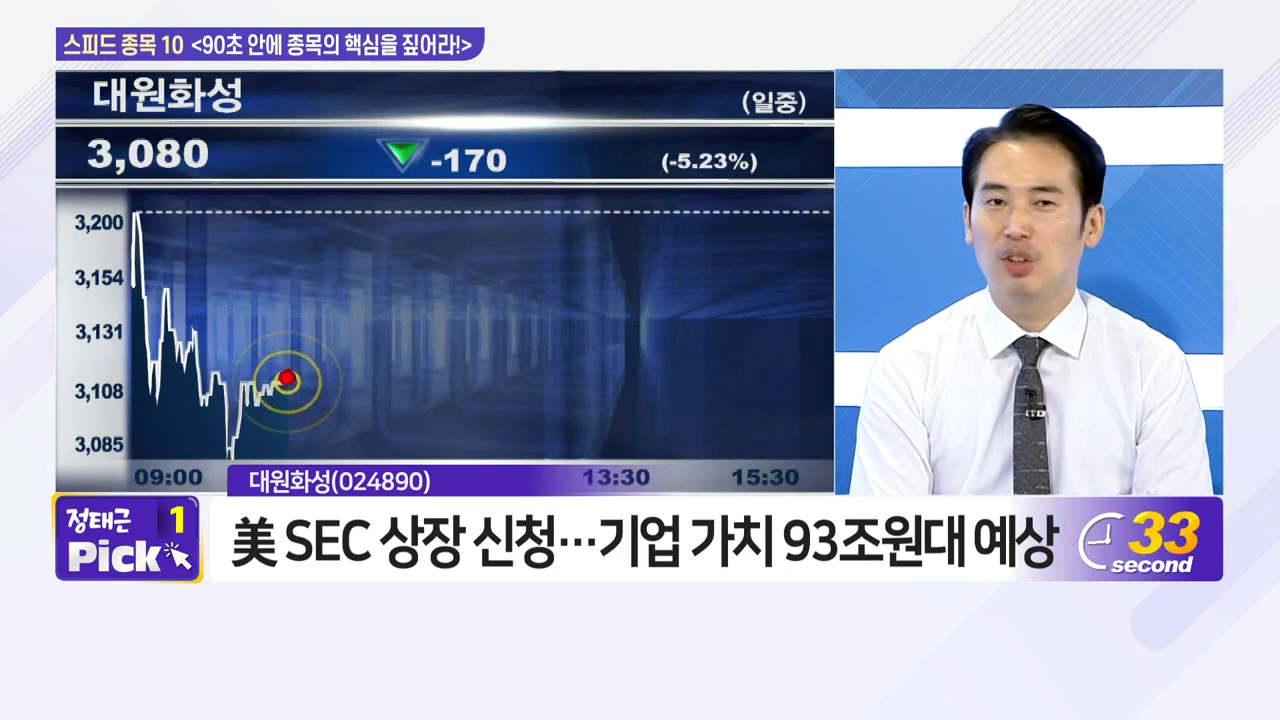 스피드 종목 10 <90초 안에 종목의 핵심을 짚어라!>
대원화성
(일중)
3,080 -170 (-5.23%)
3,200
3,154
3,131
3,108
3,085
09:00 13:30 15:30
대원화성(024890)
정태근 1
Pick
美 SEC 상장 신청…기업 가치 93조원대 예상
33
second